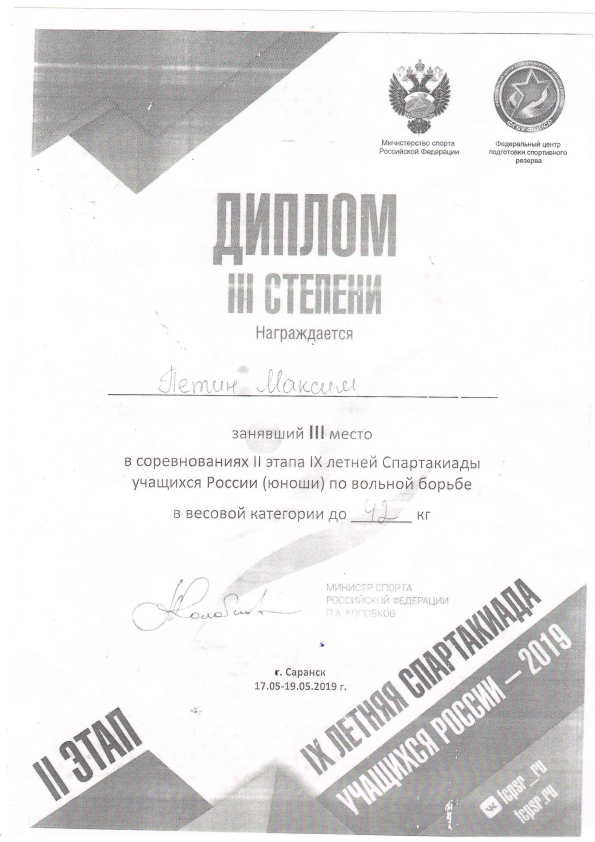 Министерство спорта
Российской Федерации
Федеральный центр
подготовки спортивного
резерва
ДИПЛОМ
III СТЕПЕНИ
Награждается
Петин Максим
занявший III место
в соревнованиях II этапа IX летней Спартакиады
учащихся России (юноши) по вольной борьбе
в весовой категории до 42 кг
МИНИСТР СПОРТА
РОССИЙСКОЙ ФЕДЕРАЦИИ
П.А. КОЛОБКОВ
г. Саранск
17.05-19.05.2019 г.
II ЭТАП
IX ЛЕТНЯЯ СПАРТАКИАДА
УЧАЩИХСЯ РОССИИ — 2019
fcpsr_ru
fcpsr.ru